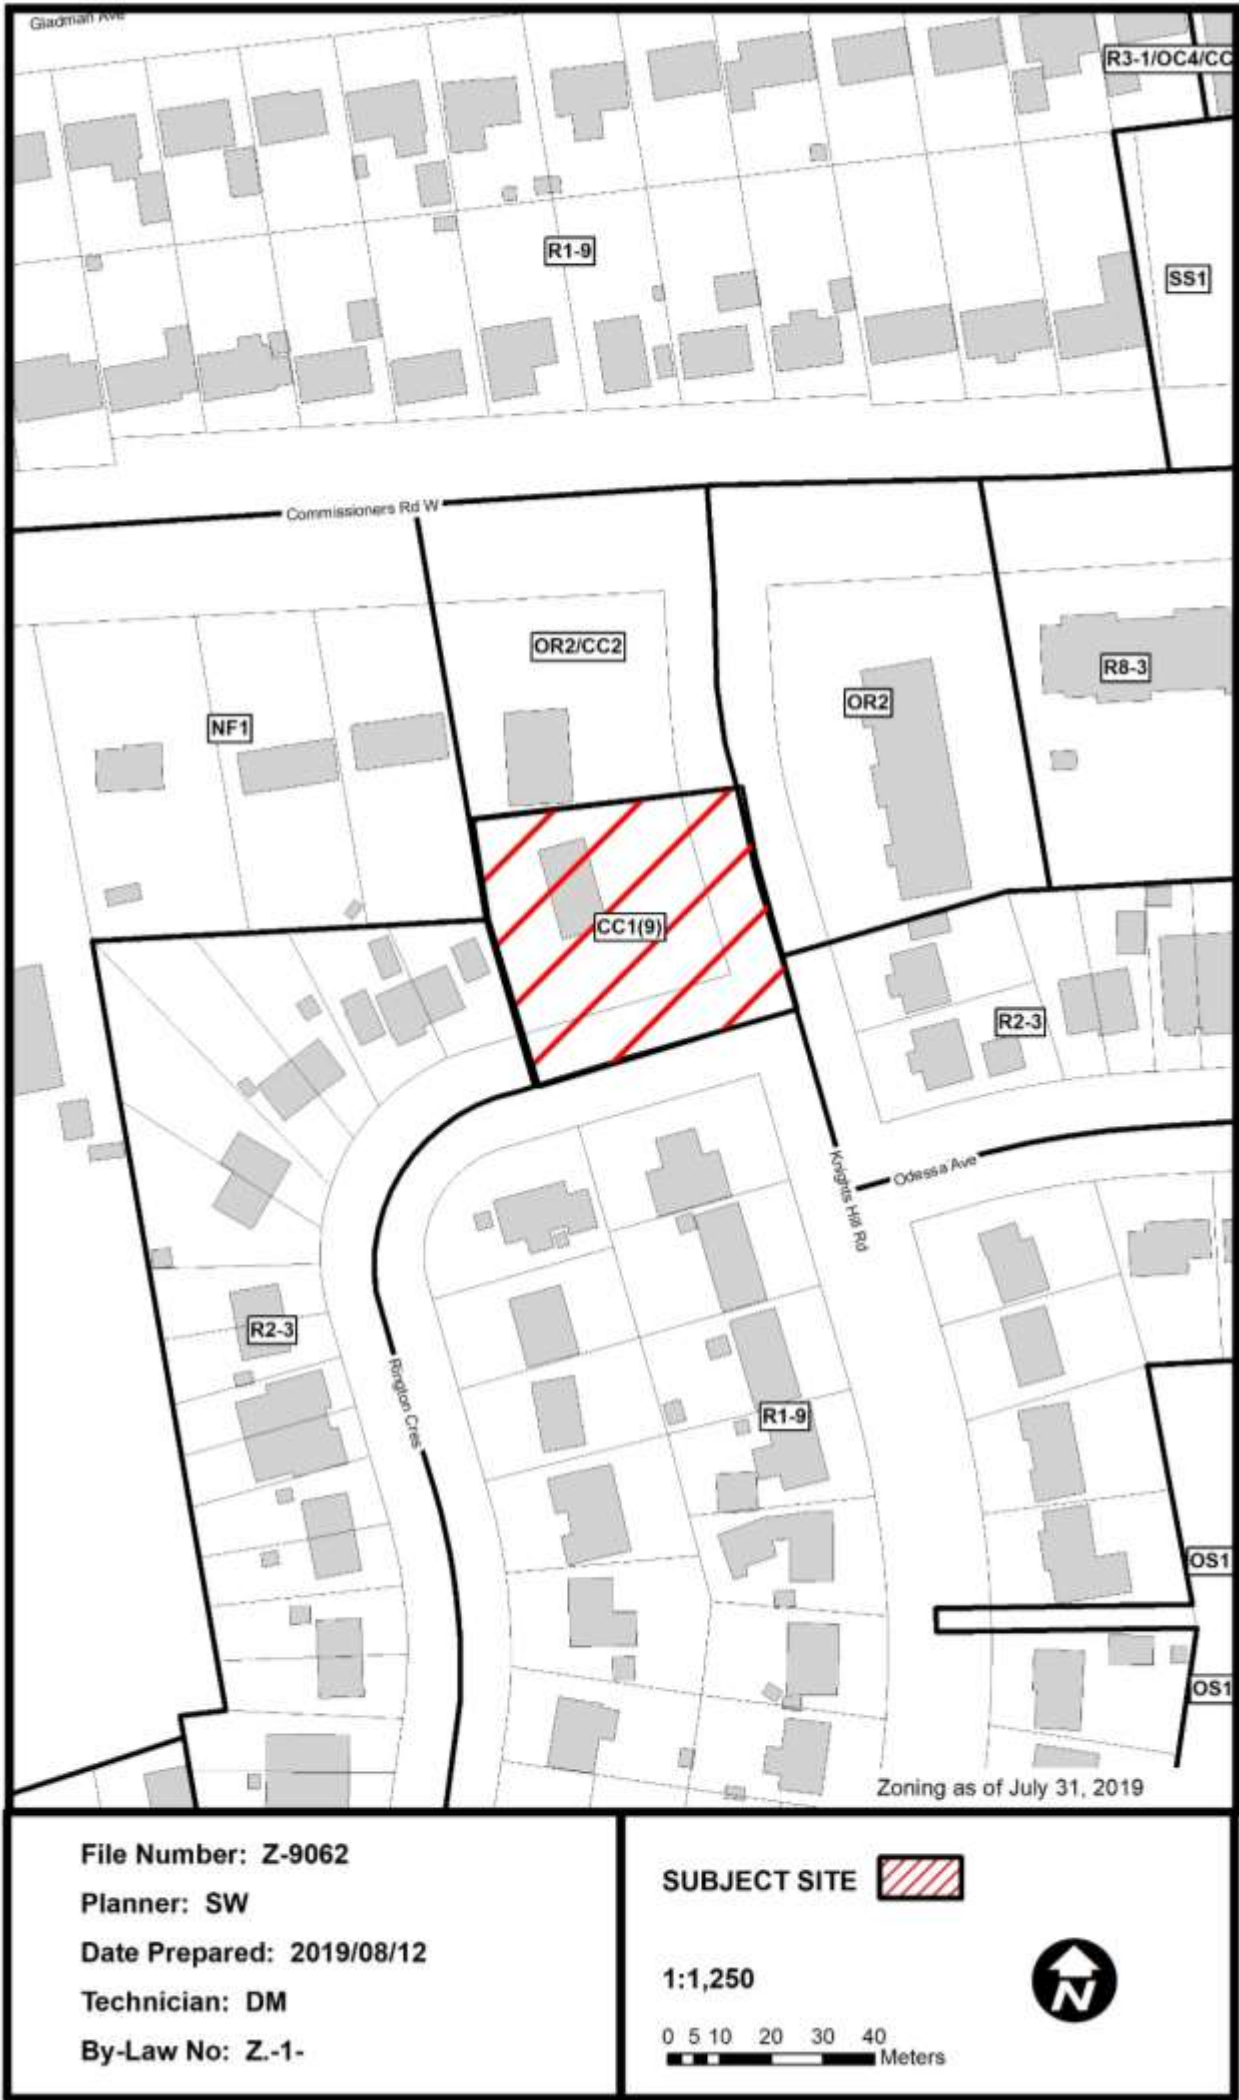 Gladman Ave
R3-1/OC4/CC
R1-9
SS1
Commissioners Rd W
OR2/CC2
R8-3
OR2
NF1
CC1(9)
R2-3
Odessa Ave
Knights Hill Rd
R2-3
Rington Cres
R1-9
OS1
OS1
Zoning as of July 31, 2019
File Number: Z-9062
Planner: SW
Date Prepared: 2019/08/12
Technician: DM
By-Law No: Z.-1-
SUBJECT SITE
1:1,250
N
0 5 10 20 30 40
Meters